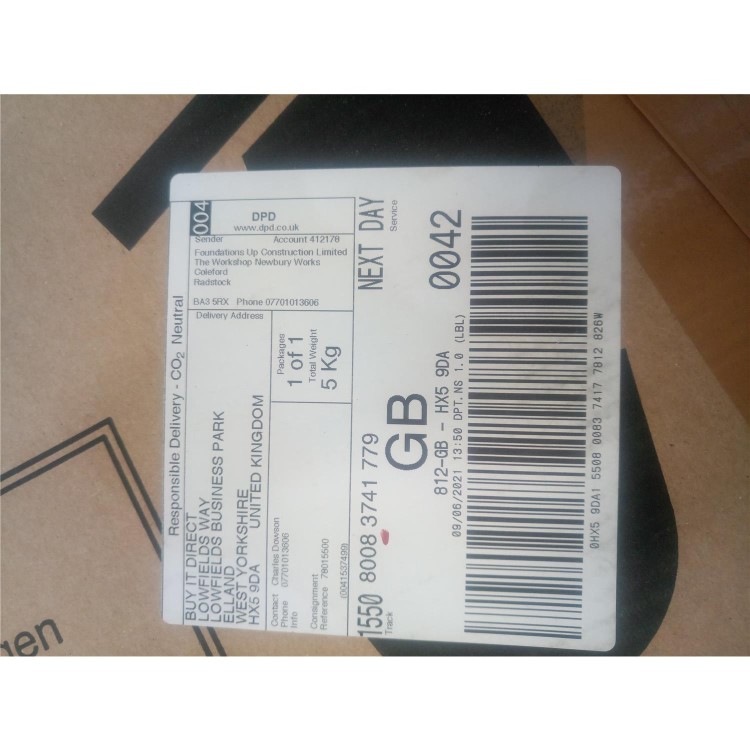 004
DPD
www.dpd.co.uk
Sender Account 412178
Foundations Up Construction Limited
The Workshop Newbury Works
Coleford
Radstock
BA3 5RX Phone 07701013606
Responsible Delivery - CO2 Neutral
Delivery Address
BUY IT DIRECT
LOWFIELDS WAY
LOWFIELDS BUSINESS PARK
ELLAND
WEST YORKSHIRE
HX5 9DA UNITED KINGDOM
Packages
1 of 1
Total Weight
5 Kg
Contact Charles Dowson
Phone 07701013606
Info
Consignment
Reference 78015500
(0041537499)
1550 8008 3741 779
Track
NEXT DAY
Service
GB
0042
812-GB - HX5 9DA
09/06/2021 13:50 DPT.NS 1.0 (LBL)
0HX5 9DA1 5508 0083 7417 7912 826W
gen